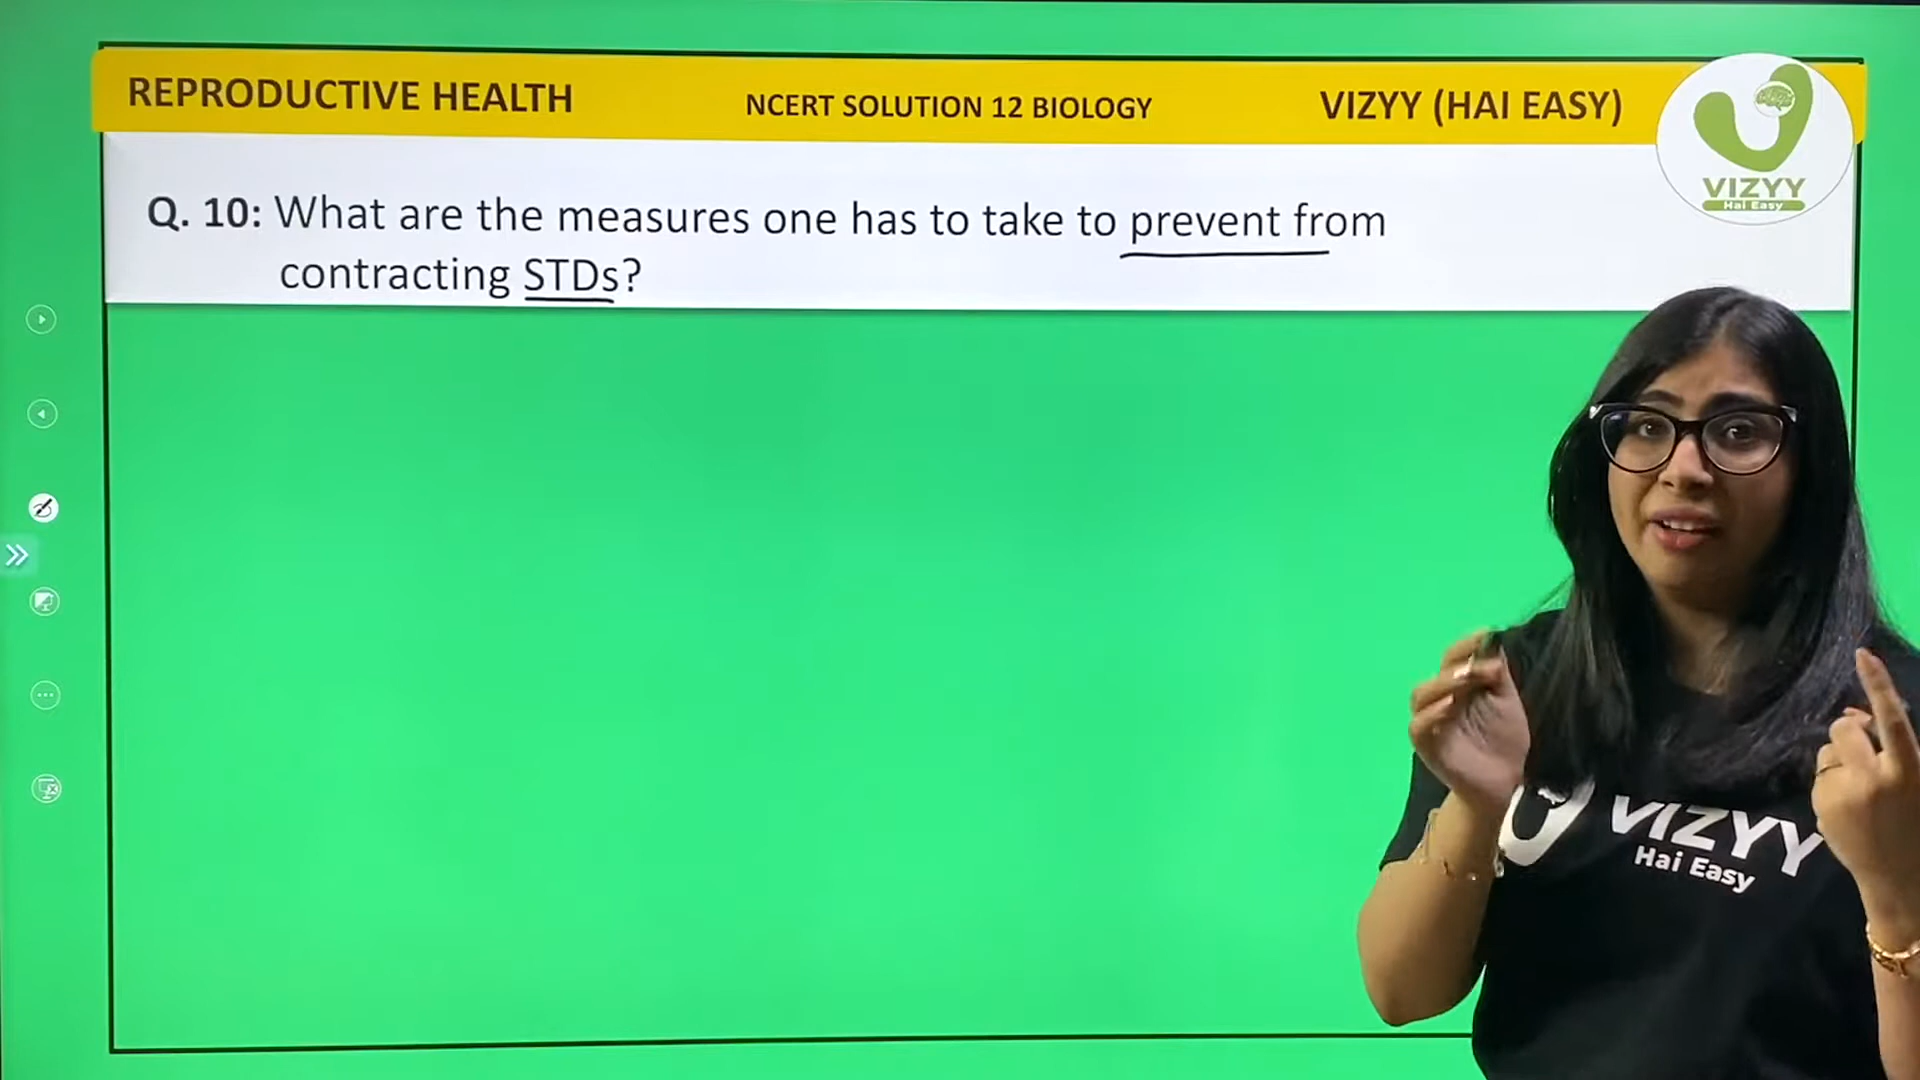 REPRODUCTIVE HEALTH NCERT SOLUTION 12 BIOLOGY VIZYY (HAI EASY)
VIZYY
Hai Easy
Q. 10: What are the measures one has to take to prevent from
contracting STDs?
VIZYY
Hai Easy